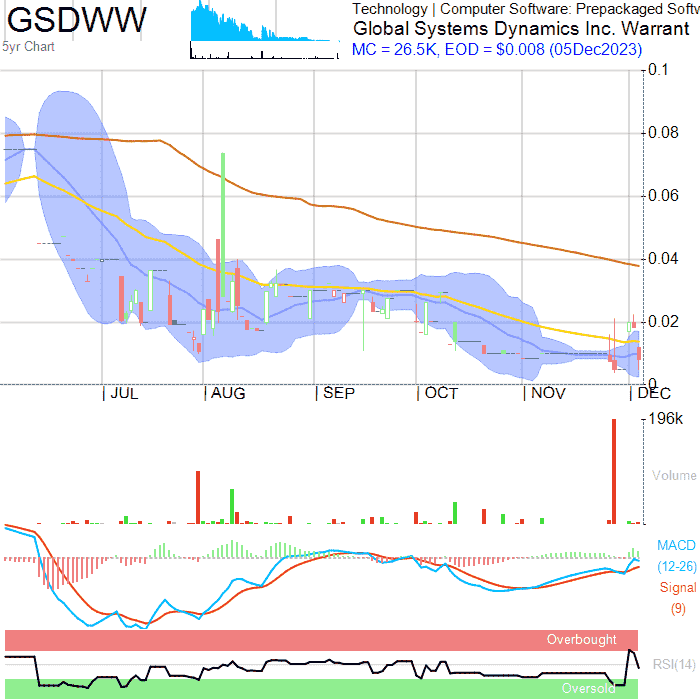 GSDWW
5yr Chart
Technology | Computer Software: Prepackaged Softw
Global Systems Dynamics Inc. Warrant
MC = 26.5K, EOD = $0.008 (05Dec2023)
0.1
0.08
0.06
0.04
0.02
0
JUL AUG SEP OCT NOV DEC
196k
Volume
MACD
(12-26)
Signal
(9)
Overbought
RSI(14)
Oversold